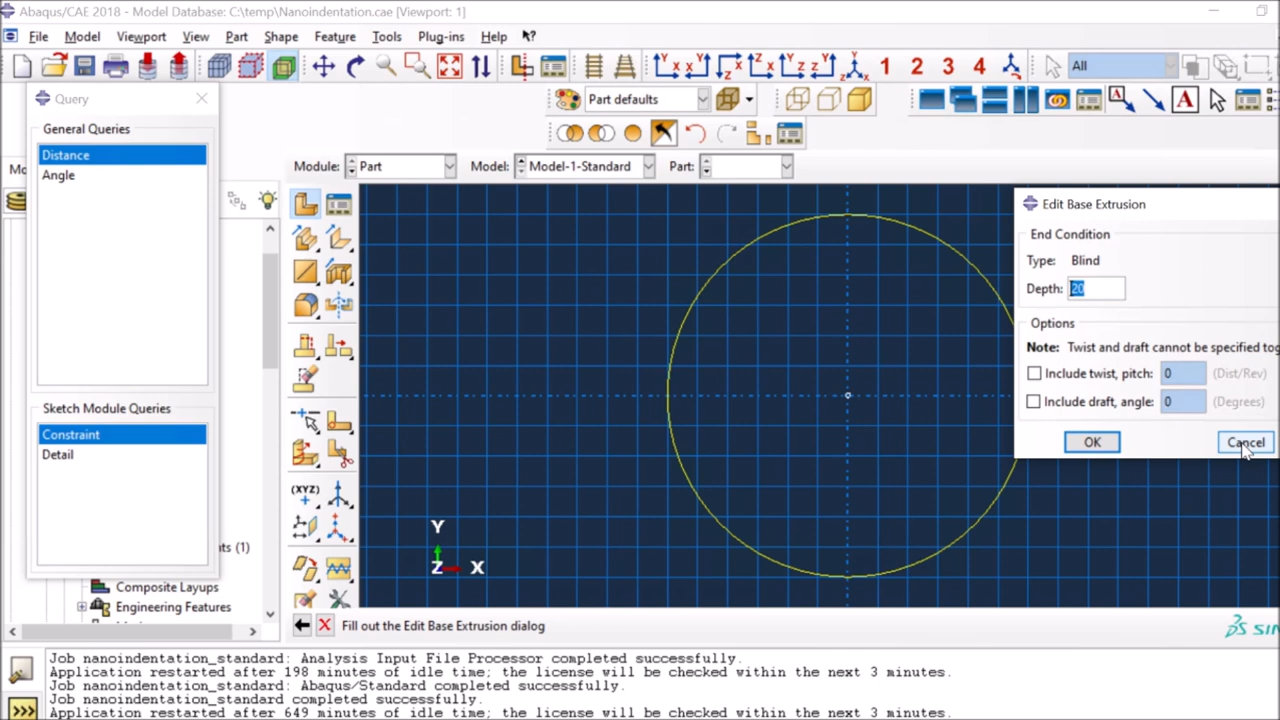 Abaqus/CAE 2018 - Model Database: C:\temp\Nanoindentation.cae [Viewport: 1]
File Model Viewport View Part Shape Feature Tools Plug-ins Help
1 2 3 4 All
Query
Part defaults
General Queries
Distance
Angle
Module: Part Model: Model-1-Standard Part:
Edit Base Extrusion
End Condition
Type: Blind
Depth: 20
Options
Note: Twist and draft cannot be specified tog
Include twist, pitch: 0 (Dist/Rev)
Include draft, angle: 0 (Degrees)
OK Cancel
Sketch Module Queries
Constraint
Detail
(XYZ)
Y
Z X
ts (1)
Composite Layups
Engineering Features
Fill out the Edit Base Extrusion dialog
Job nanoindentation_standard: Analysis Input File Processor completed successfully.
Application restarted after 198 minutes of idle time; the license will be checked within the next 3 minutes.
Job nanoindentation_standard: Abaqus/Standard completed successfully.
Job nanoindentation_standard completed successfully.
Application restarted after 649 minutes of idle time; the license will be checked within the next 3 minutes.